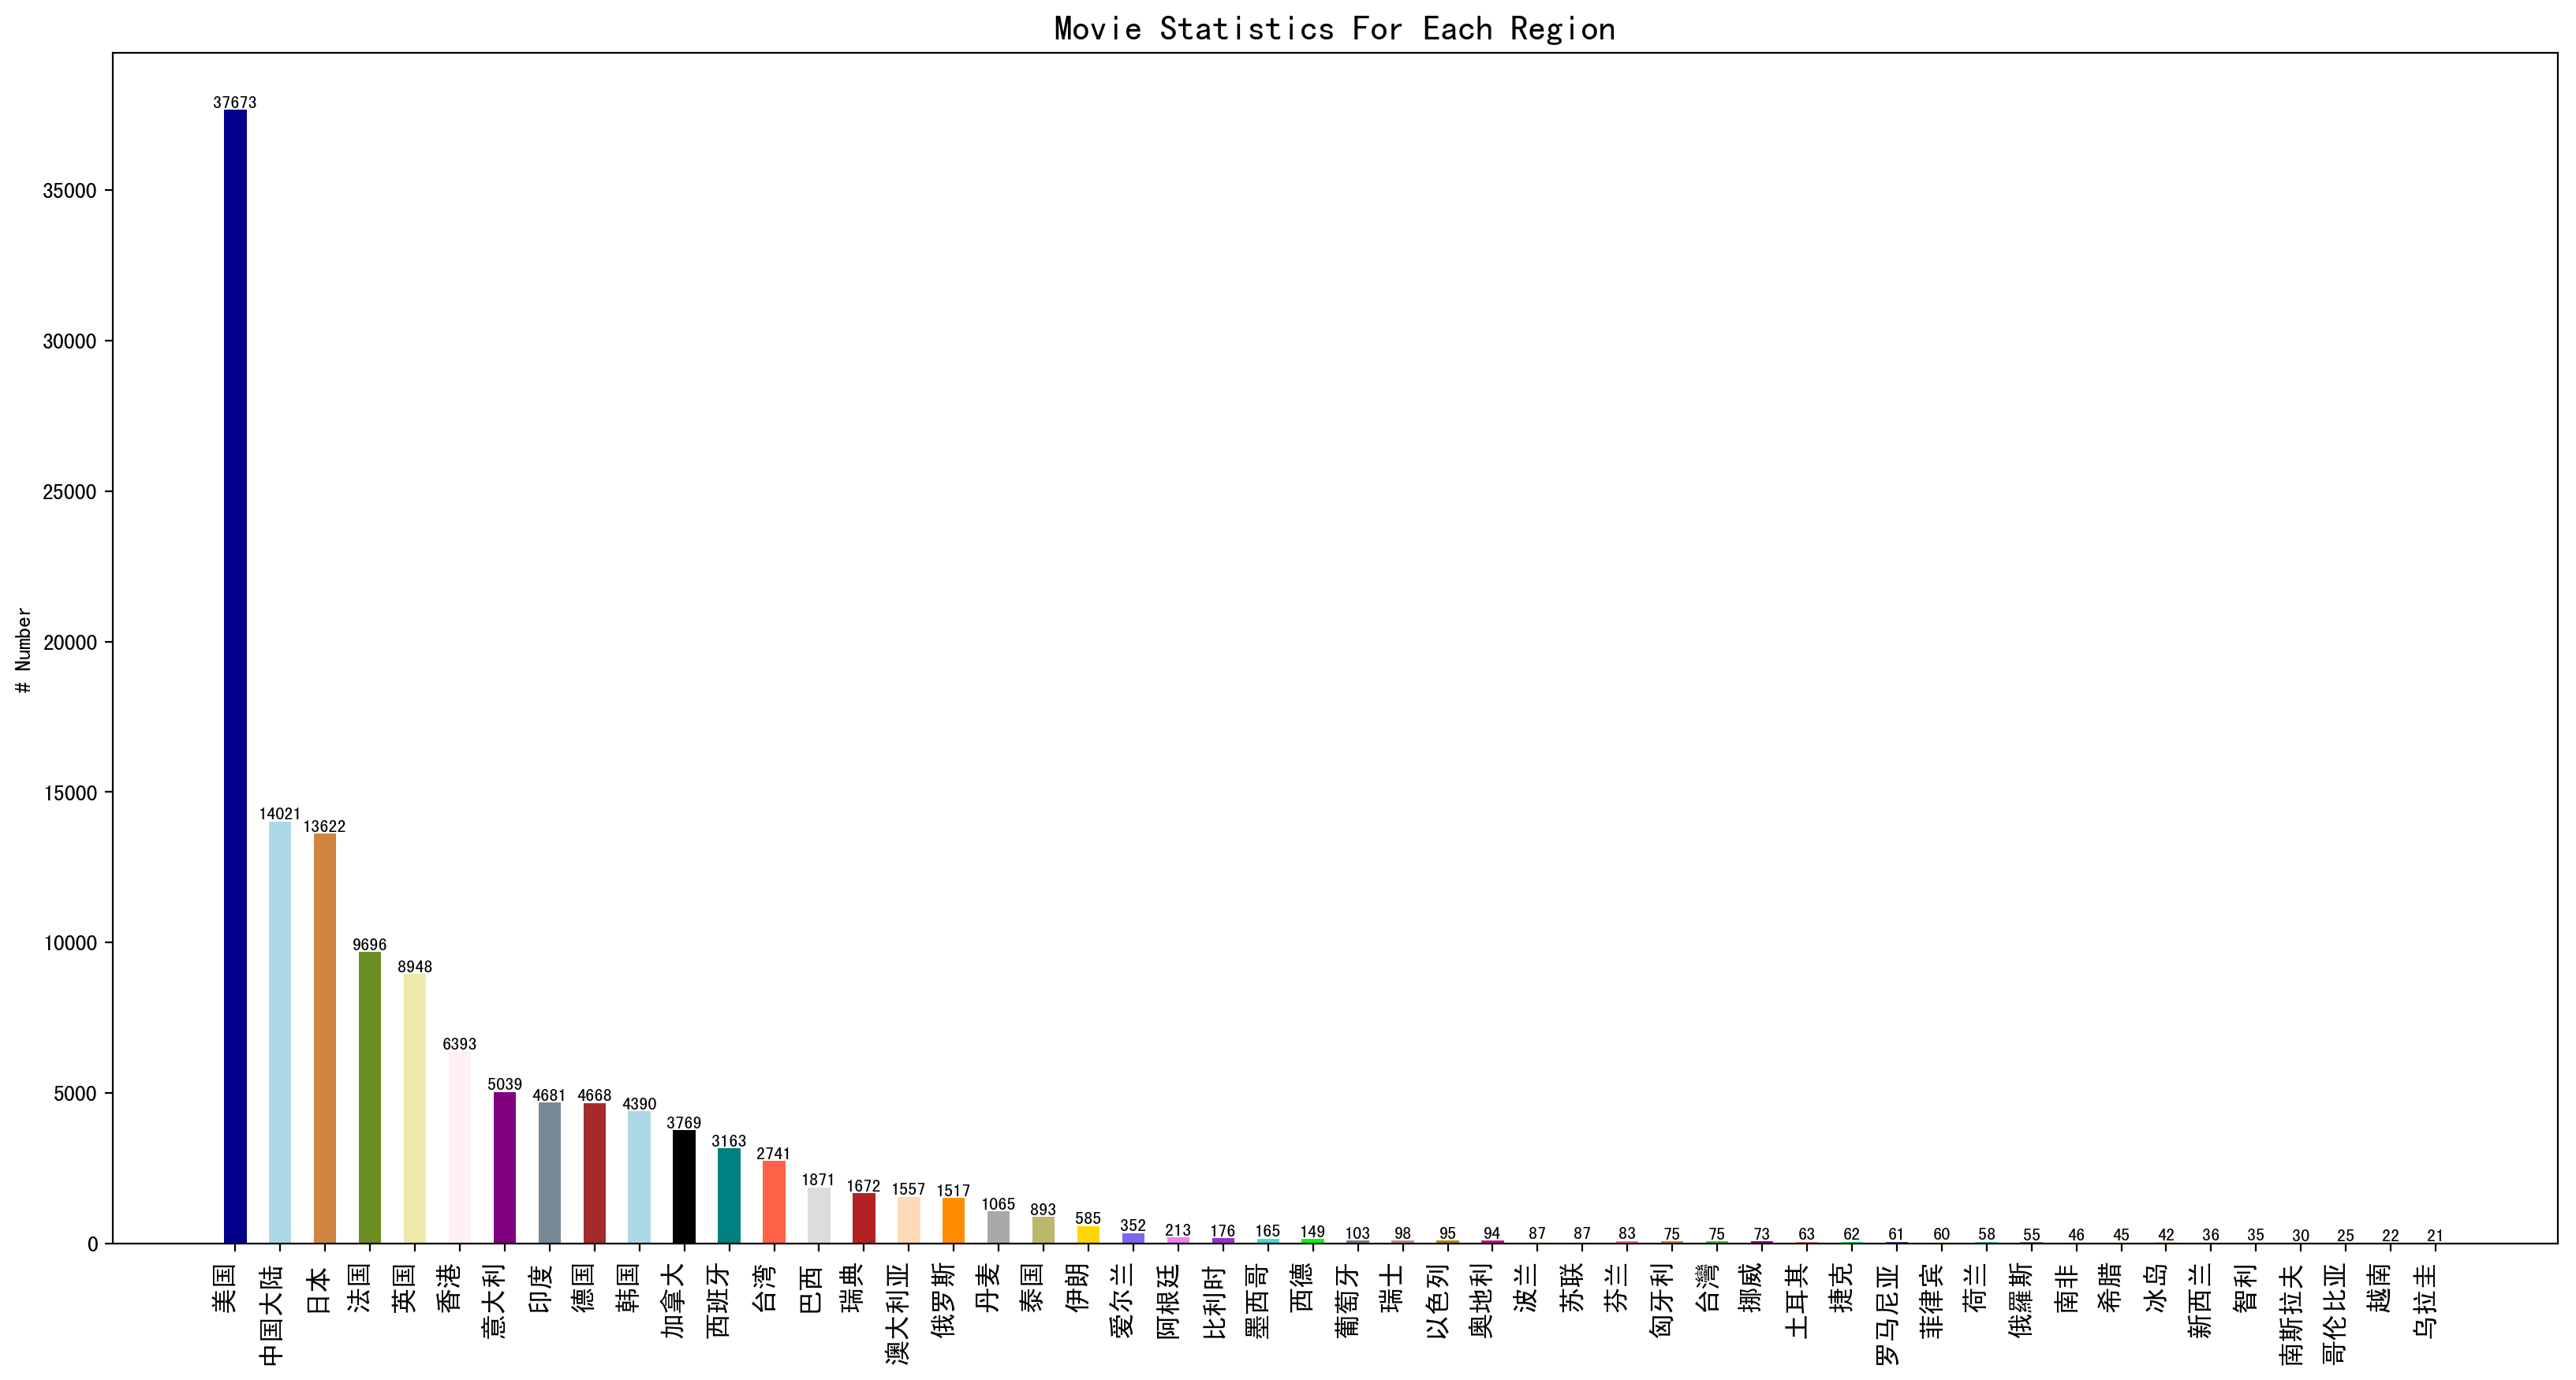 Movie Statistics For Each Region
# Number
35000
30000
25000
20000
15000
10000
5000
0
37673
14021
13622
9696
8948
6393
5039
4681
4668
4390
3769
3163
2741
1871
1672
1557
1517
1065
893
585
352
213
176
165
149
103
98
95
94
87
87
83
75
75
73
63
62
61
60
58
55
46
45
42
36
35
30
25
22
21
美国
中国大陆
日本
法国
英国
香港
意大利
印度
德国
韩国
加拿大
西班牙
台湾
巴西
瑞典
澳大利亚
俄罗斯
丹麦
泰国
伊朗
爱尔兰
阿根廷
比利时
墨西哥
西德
葡萄牙
瑞士
以色列
奥地利
波兰
苏联
芬兰
匈牙利
台灣
挪威
土耳其
捷克
罗马尼亚
菲律宾
荷兰
俄羅斯
南非
希腊
冰岛
新西兰
智利
南斯拉夫
哥伦比亚
越南
乌拉圭